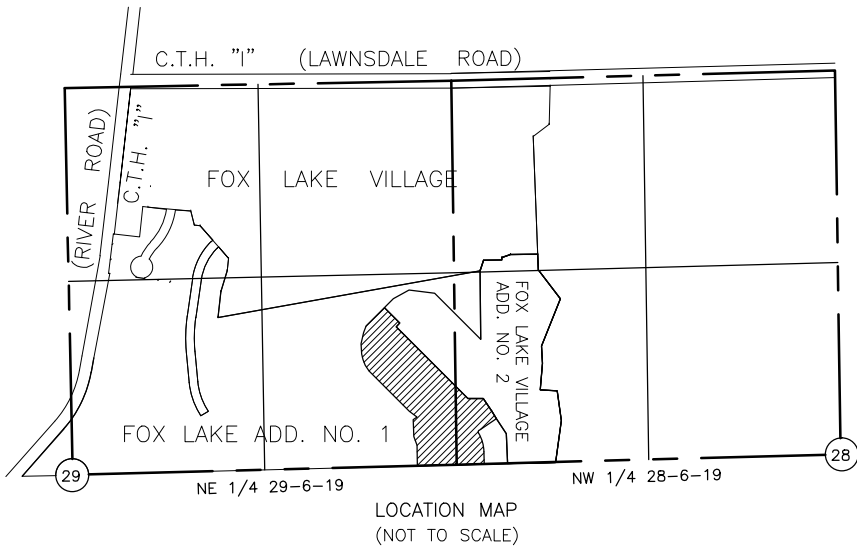 C.T.H. "I" (LAWNSDALE ROAD)
(RIVER ROAD)
C.T.H. "I"
FOX LAKE VILLAGE
FOX LAKE VILLAGE
ADD. NO. 2
FOX LAKE ADD. NO. 1
29
28
NE 1/4 29-6-19
NW 1/4 28-6-19
LOCATION MAP
(NOT TO SCALE)